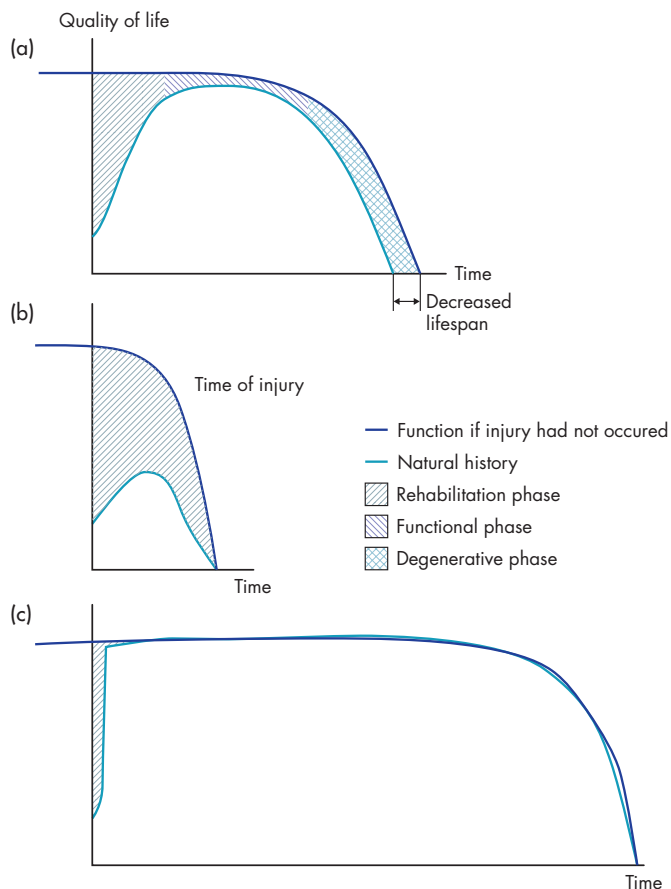 Quality of life
(a)
Time
Decreased
lifespan
(b)
Time of injury
Function if injury had not occured
Natural history
Rehabilitation phase
Functional phase
Degenerative phase
Time
(c)
Time